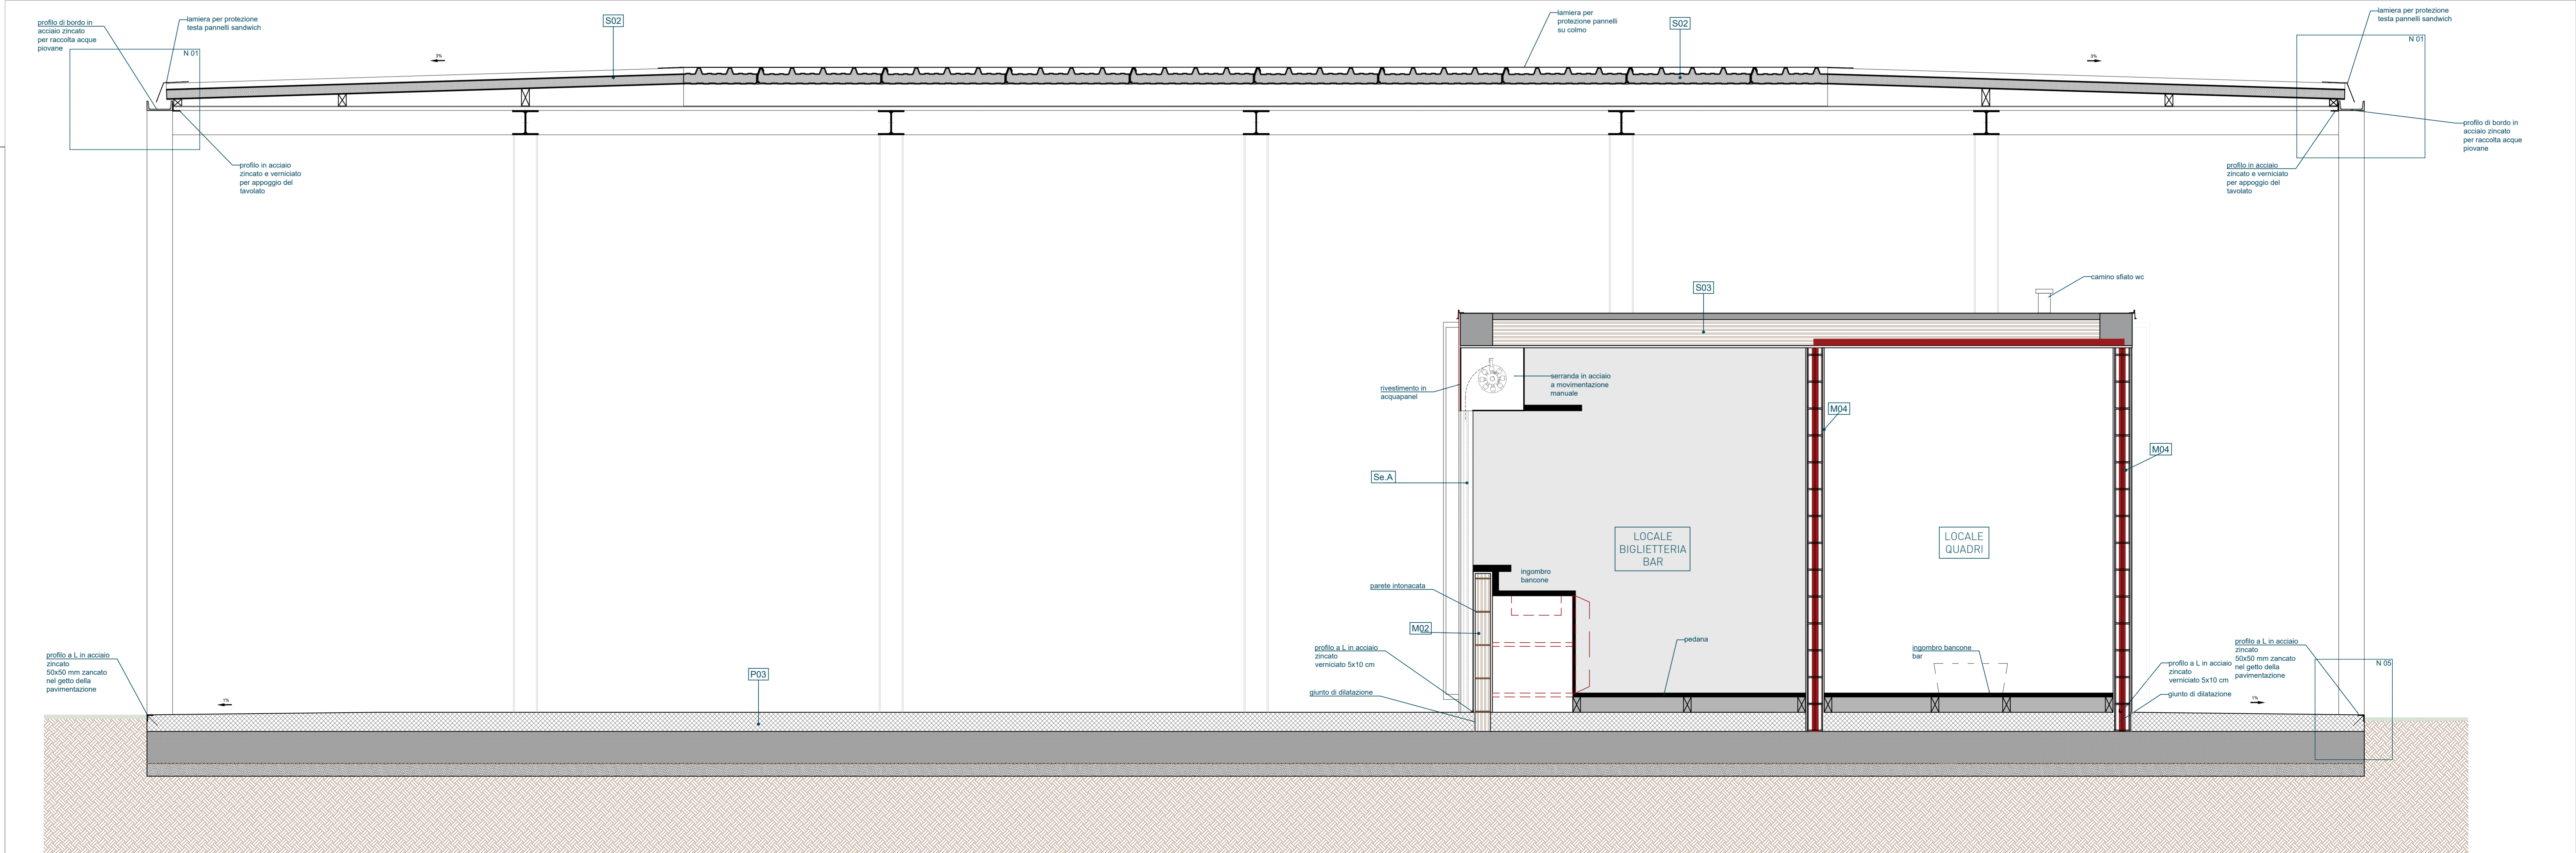 profilo di bordo in
acciaio zincato
per raccolta acque
piovane
lamiera per protezione
testa pannelli sandwich
S02
lamiera per
protezione pannelli
su colmo
S02
lamiera per protezione
testa pannelli sandwich
N 01
N 01
3%
3%
profilo di bordo in
acciaio zincato
per raccolta acque
piovane
profilo in acciaio
zincato e verniciato
per appoggio del
tavolato
profilo in acciaio
zincato e verniciato
per appoggio del
tavolato
camino sfiato wc
S03
rivestimento in
acquapanel
serranda in acciaio
a movimentazione
manuale
M04
M04
Se.A
LOCALE
BIGLIETTERIA
BAR
LOCALE
QUADRI
ingombro
bancone
parete intonacata
M02
pedana
profilo a L in acciaio
zincato
verniciato 5x10 cm
giunto di dilatazione
ingombro bancone
bar
profilo a L in acciaio
zincato
50x50 mm zancato
nel getto della
pavimentazione
P03
profilo a L in acciaio
zincato
50x50 mm zancato
nel getto della
pavimentazione
N 05
profilo a L in acciaio
zincato
verniciato 5x10 cm
giunto di dilatazione
1%
1%